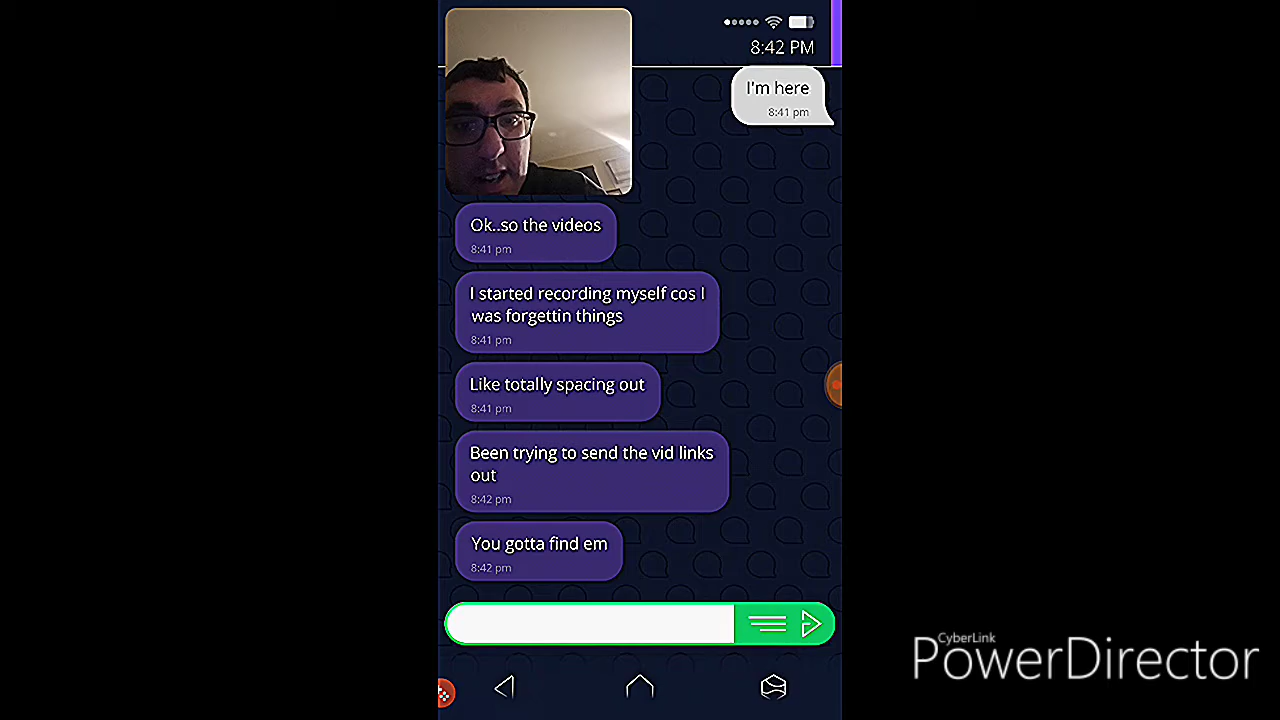 8:42 PM
I'm here
8:41 pm
Ok..so the videos
8:41 pm
I started recording myself cos I
was forgettin things
8:41 pm
Like totally spacing out
8:41 pm
Been trying to send the vid links
out
8:42 pm
You gotta find em
8:42 pm
CyberLink
PowerDirector